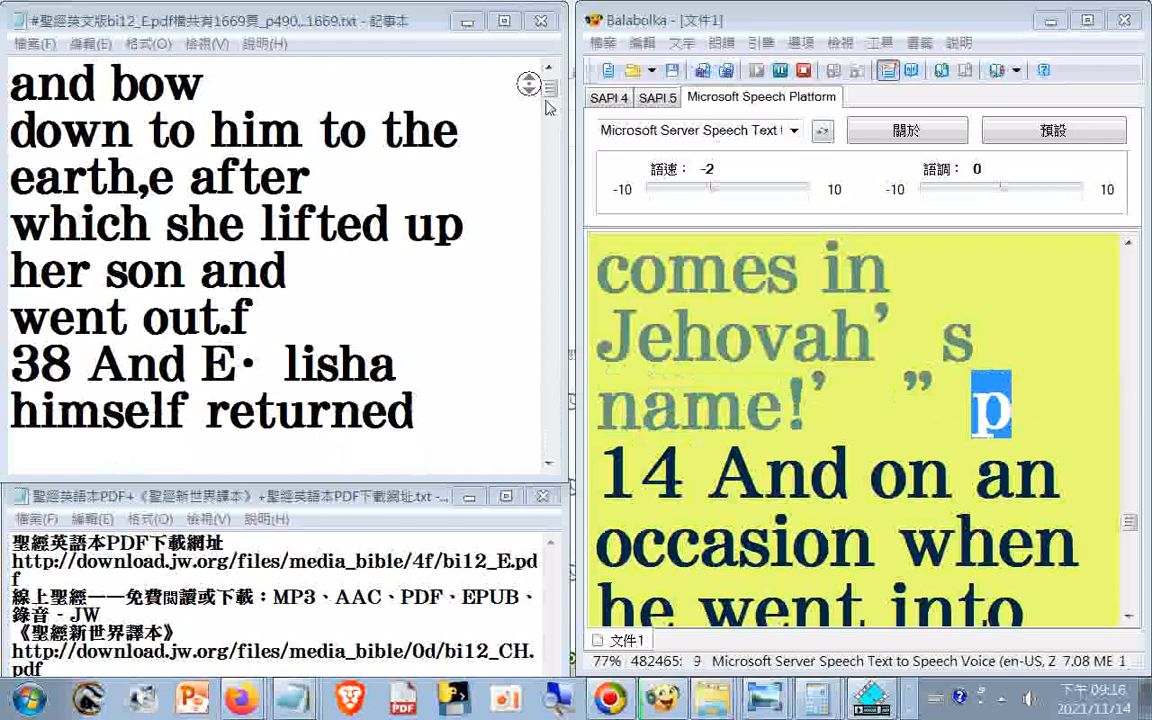 #聖經英文版bi12_E.pdf檔共有1669頁_p490...1669.txt - 記事本
檔案(F) 編輯(E) 格式(O) 檢視(V) 說明(H)
and bow
down to him to the
earth,e after
which she lifted up
her son and
went out.f
38 And E· lisha
himself returned
聖經英語本PDF+《聖經新世界譯本》+聖經英語本PDF下載網址.txt - ...
檔案(F) 編輯(E) 格式(O) 檢視(V) 說明(H)
聖經英語本PDF下載網址
http://download.jw.org/files/media_bible/4f/bi12_E.pd
f
線上聖經——免費閱讀或下載：MP3、AAC、PDF、EPUB、
錄音 - JW
《聖經新世界譯本》
http://download.jw.org/files/media_bible/0d/bi12_CH.
pdf
Balabolka - [文件1]
檔案 編輯 文字 朗讀 引擎 選項 檢視 工具 書籤 說明
SAPI 4 SAPI 5 Microsoft Speech Platform
Microsoft Server Speech Text 關於 預設
語速： -2 語調： 0
-10 10 -10 10
comes in
Jehovah’ s
name!’ ” p
14 And on an
occasion when
he went into
文件1
77% 482465: 9 Microsoft Server Speech Text to Speech Voice (en-US, Z 7.08 ME 1
下午 09:16
2021/11/14